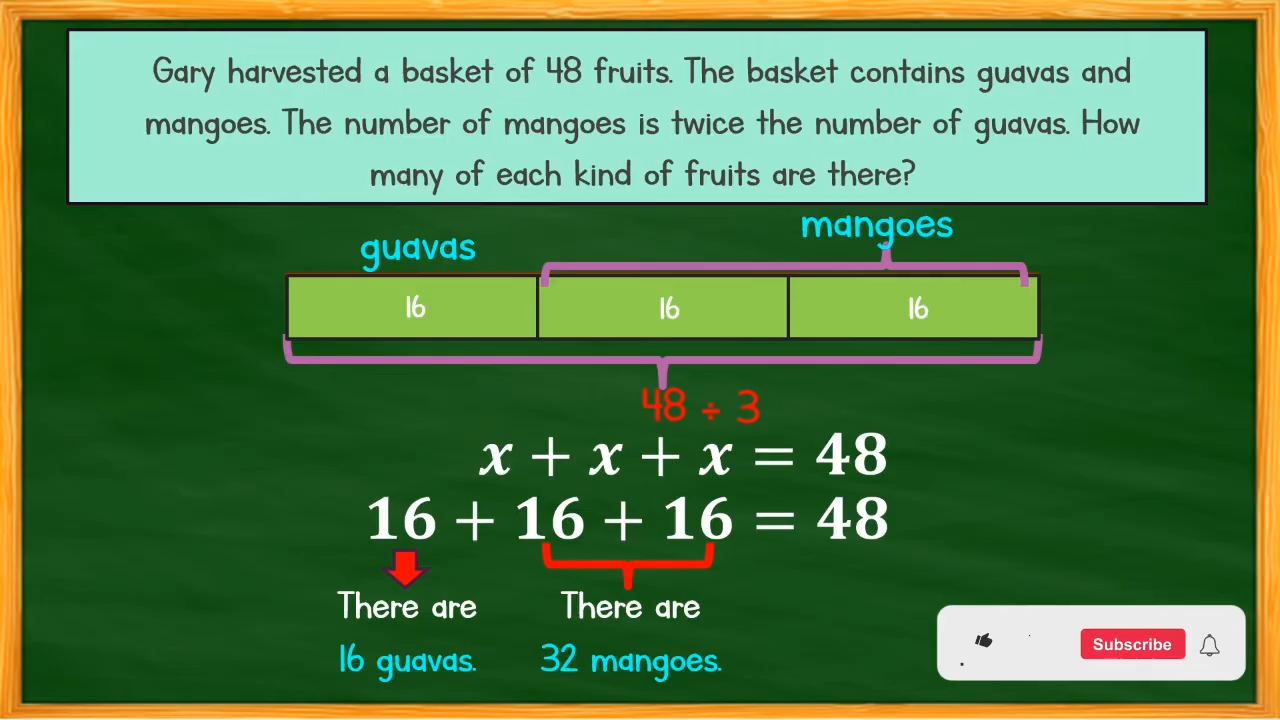 Gary harvested a basket of 48 fruits. The basket contains guavas and
mangoes. The number of mangoes is twice the number of guavas. How
many of each kind of fruits are there?
mangoes
guavas
16 16 16
48 ÷ 3
x + x + x = 48
16 + 16 + 16 = 48
There are
16 guavas.
There are
32 mangoes.
Subscribe